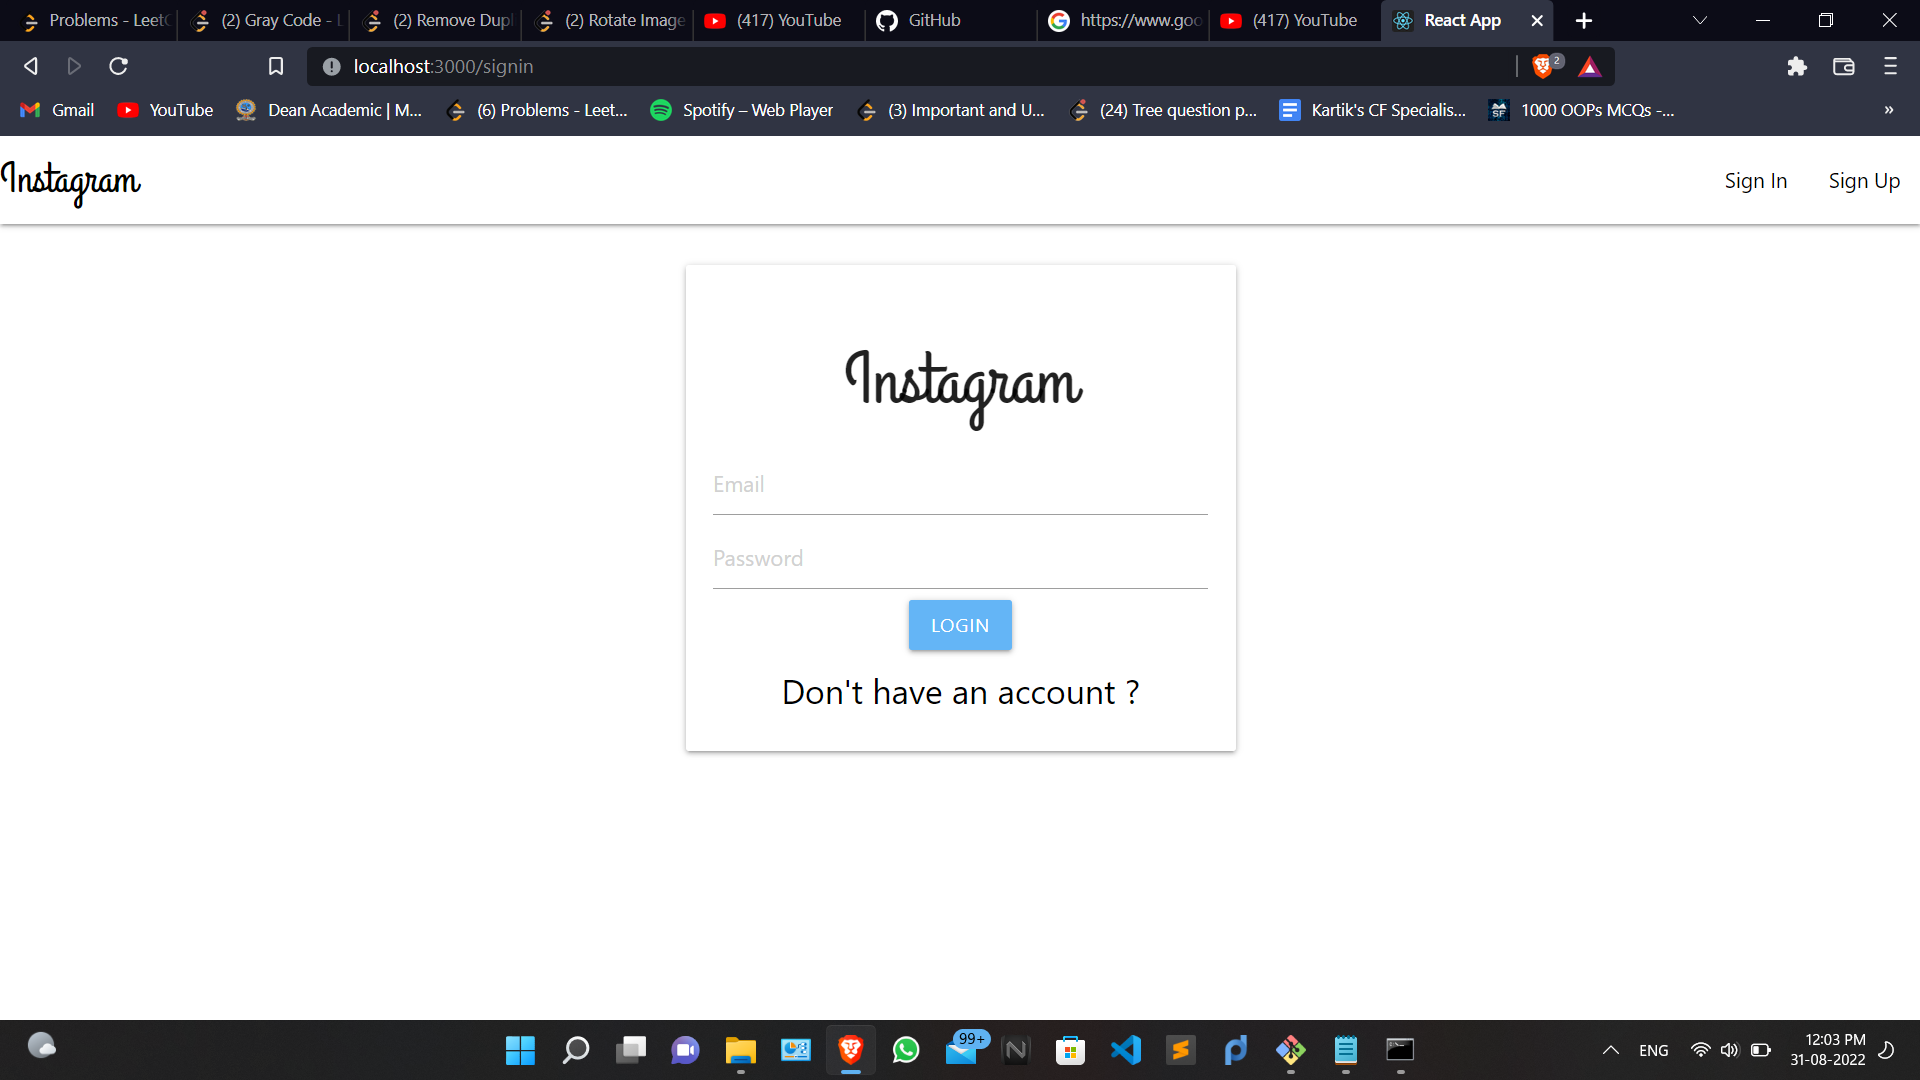 Problems - LeetC
(2) Gray Code - L
(2) Remove Dupl
(2) Rotate Image
(417) YouTube
GitHub
https://www.goo
(417) YouTube
React App
localhost:3000/signin
2
Gmail
YouTube
Dean Academic | M...
(6) Problems - Leet...
Spotify – Web Player
(3) Important and U...
(24) Tree question p...
Kartik's CF Specialis...
SF
1000 OOPs MCQs -...
»
Instagram
Sign In
Sign Up
Instagram
Email
Password
LOGIN
Don't have an account ?
99+
ENG
12:03 PM
31-08-2022